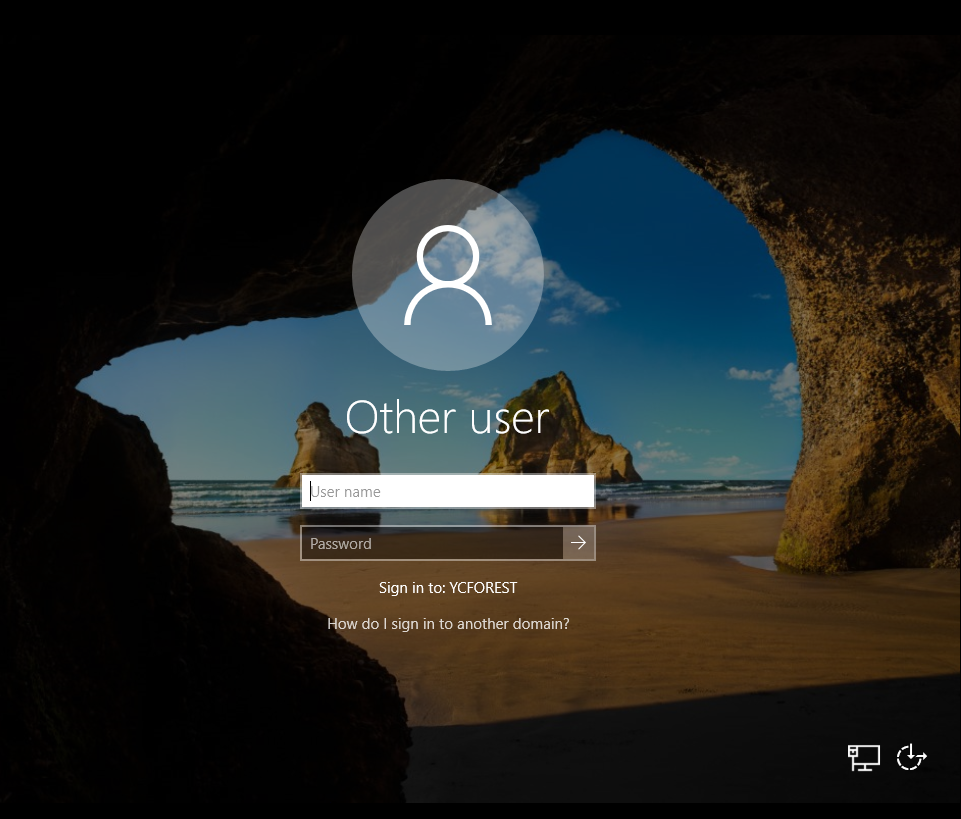 Other user
User name
Password
Sign in to: YCFOREST
How do I sign in to another domain?